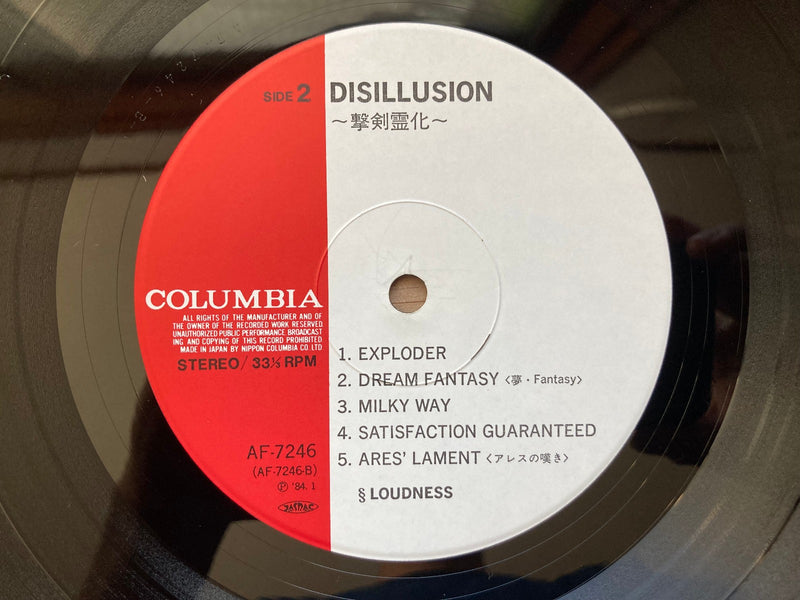 SIDE 2 DISILLUSION
～撃剣霊化～
COLUMBIA
ALL RIGHTS OF THE MANUFACTURER AND OF
THE OWNER OF THE RECORDED WORK RESERVED.
UNAUTHORIZED PUBLIC PERFORMANCE BROADCAST
ING AND COPYING OF THIS RECORD PROHIBITED
MADE IN JAPAN BY NIPPON COLUMBIA CO. LTD
STEREO/33⅓ RPM
1. EXPLODER
2. DREAM FANTASY〈夢・Fantasy〉
3. MILKY WAY
4. SATISFACTION GUARANTEED
5. ARES' LAMENT〈アレスの嘆き〉
§ LOUDNESS
AF-7246
(AF-7246-B)
Ⓟ '84. 1
JASRAC